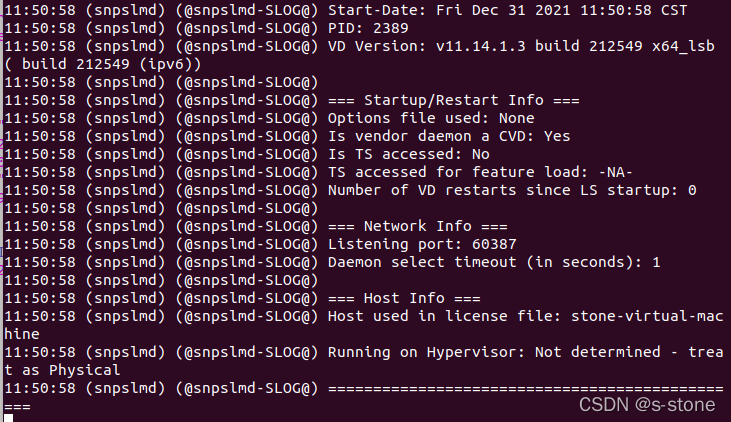 11:50:58 (snpslmd) (@snpslmd-SLOG@) Start-Date: Fri Dec 31 2021 11:50:58 CST
11:50:58 (snpslmd) (@snpslmd-SLOG@) PID: 2389
11:50:58 (snpslmd) (@snpslmd-SLOG@) VD Version: v11.14.1.3 build 212549 x64_lsb
( build 212549 (ipv6))
11:50:58 (snpslmd) (@snpslmd-SLOG@)
11:50:58 (snpslmd) (@snpslmd-SLOG@) === Startup/Restart Info ===
11:50:58 (snpslmd) (@snpslmd-SLOG@) Options file used: None
11:50:58 (snpslmd) (@snpslmd-SLOG@) Is vendor daemon a CVD: Yes
11:50:58 (snpslmd) (@snpslmd-SLOG@) Is TS accessed: No
11:50:58 (snpslmd) (@snpslmd-SLOG@) TS accessed for feature load: -NA-
11:50:58 (snpslmd) (@snpslmd-SLOG@) Number of VD restarts since LS startup: 0
11:50:58 (snpslmd) (@snpslmd-SLOG@)
11:50:58 (snpslmd) (@snpslmd-SLOG@) === Network Info ===
11:50:58 (snpslmd) (@snpslmd-SLOG@) Listening port: 60387
11:50:58 (snpslmd) (@snpslmd-SLOG@) Daemon select timeout (in seconds): 1
11:50:58 (snpslmd) (@snpslmd-SLOG@)
11:50:58 (snpslmd) (@snpslmd-SLOG@) === Host Info ===
11:50:58 (snpslmd) (@snpslmd-SLOG@) Host used in license file: stone-virtual-mac
hine
11:50:58 (snpslmd) (@snpslmd-SLOG@) Running on Hypervisor: Not determined - trea
t as Physical
11:50:58 (snpslmd) (@snpslmd-SLOG@) ============================================
===
CSDN @s-stone